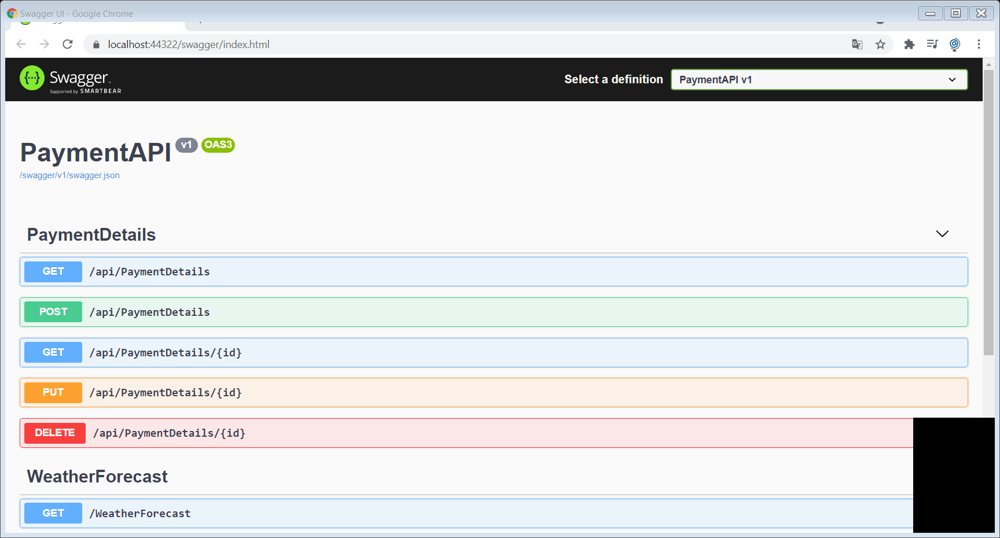 Swagger UI - Google Chrome
localhost:44322/swagger/index.html
Swagger
Supported by SMARTBEAR
Select a definition
PaymentAPI v1
PaymentAPI v1 OAS3
/swagger/v1/swagger.json
PaymentDetails
GET /api/PaymentDetails
POST /api/PaymentDetails
GET /api/PaymentDetails/{id}
PUT /api/PaymentDetails/{id}
DELETE /api/PaymentDetails/{id}
WeatherForecast
GET /WeatherForecast